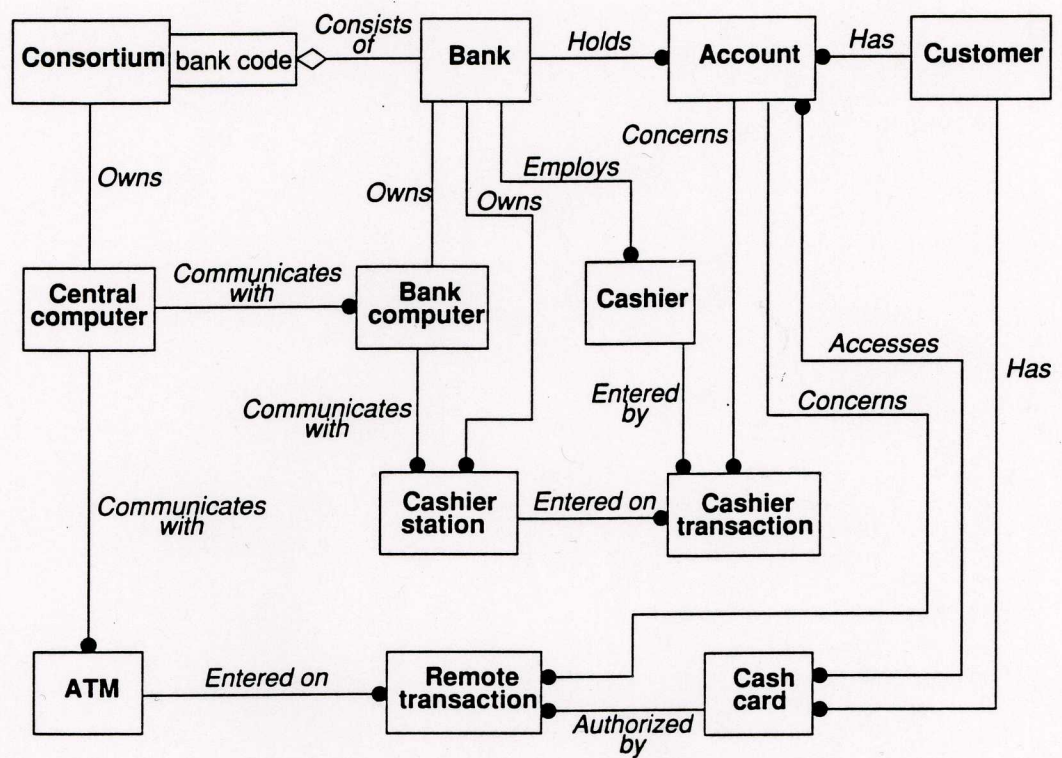 Consortium
bank code
Consists
of
Bank
Holds
Account
Has
Customer
Owns
Owns
Owns
Employs
Concerns
Central
computer
Communicates
with
Bank
computer
Cashier
Accesses
Has
Communicates
with
Entered
by
Concerns
Communicates
with
Cashier
station
Entered on
Cashier
transaction
ATM
Entered on
Remote
transaction
Authorized
by
Cash
card